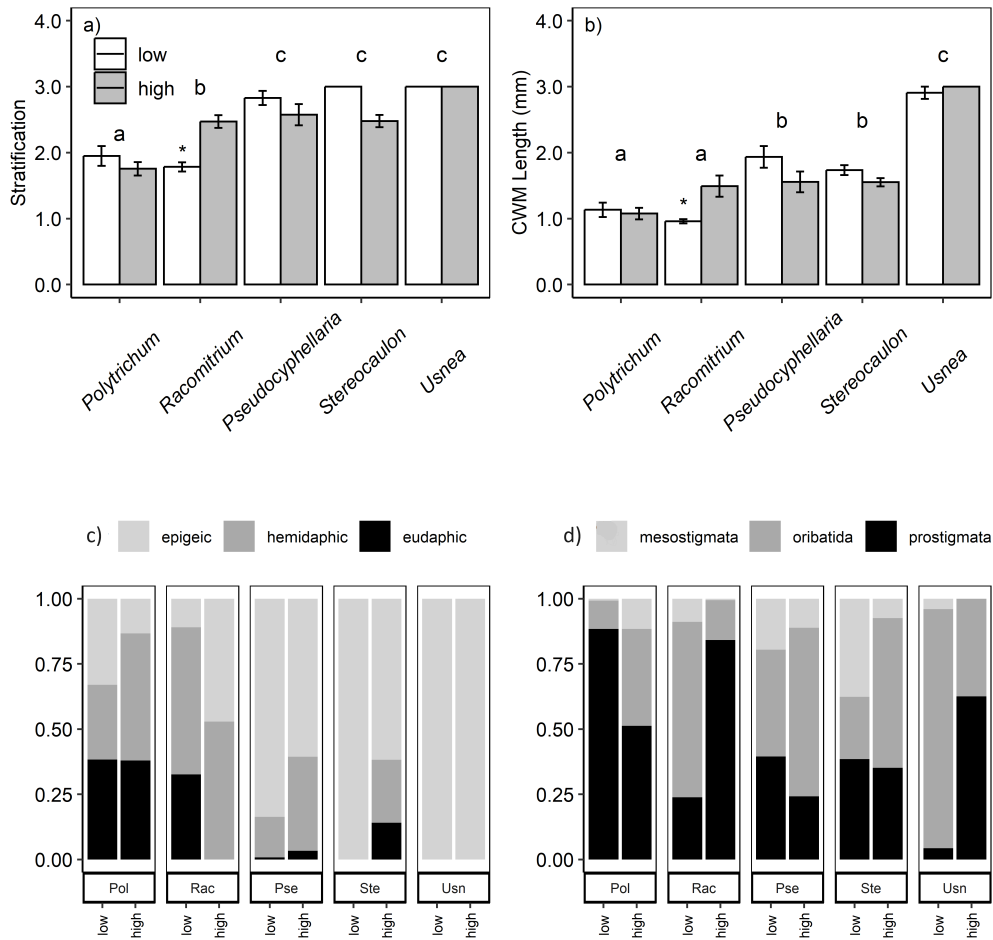 a)
low
high
4.0
3.0
2.0
1.0
0.0
Stratification
a
b
c
c
c
*
Polytrichum
Racomitrium
Pseudocyphellaria
Stereocaulon
Usnea
b)
4.0
3.0
2.0
1.0
0.0
CWM Length (mm)
a
a
b
b
c
*
Polytrichum
Racomitrium
Pseudocyphellaria
Stereocaulon
Usnea
c) epigeic hemidaphic eudaphic
1.00
0.75
0.50
0.25
0.00
Pol Rac Pse Ste Usn
low high low high low high low high low high
d) mesostigmata oribatida prostigmata
1.00
0.75
0.50
0.25
0.00
Pol Rac Pse Ste Usn
low high low high low high low high low high